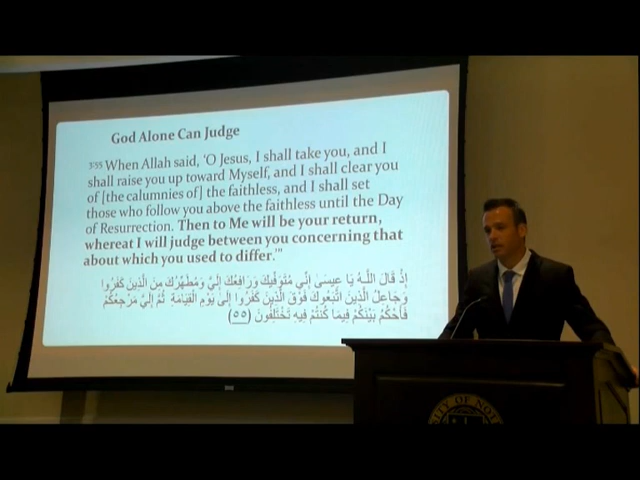 God Alone Can Judge
3:55 When Allah said, 'O Jesus, I shall take you, and I
shall raise you up toward Myself, and I shall clear you
of [the calumnies of] the faithless, and I shall set
those who follow you above the faithless until the Day
of Resurrection. Then to Me will be your return,
whereat I will judge between you concerning that
about which you used to differ.'"
إِذْ قَالَ اللَّـهُ يَا عِيسَىٰ إِنِّي مُتَوَفِّيكَ وَرَافِعُكَ إِلَيَّ وَمُطَهِّرُكَ مِنَ الَّذِينَ كَفَرُوا
وَجَاعِلُ الَّذِينَ اتَّبَعُوكَ فَوْقَ الَّذِينَ كَفَرُوا إِلَىٰ يَوْمِ الْقِيَامَةِ ۖ ثُمَّ إِلَيَّ مَرْجِعُكُمْ
فَأَحْكُمُ بَيْنَكُمْ فِيمَا كُنتُمْ فِيهِ تَخْتَلِفُونَ ﴿٥٥﴾
SITY OF NOT